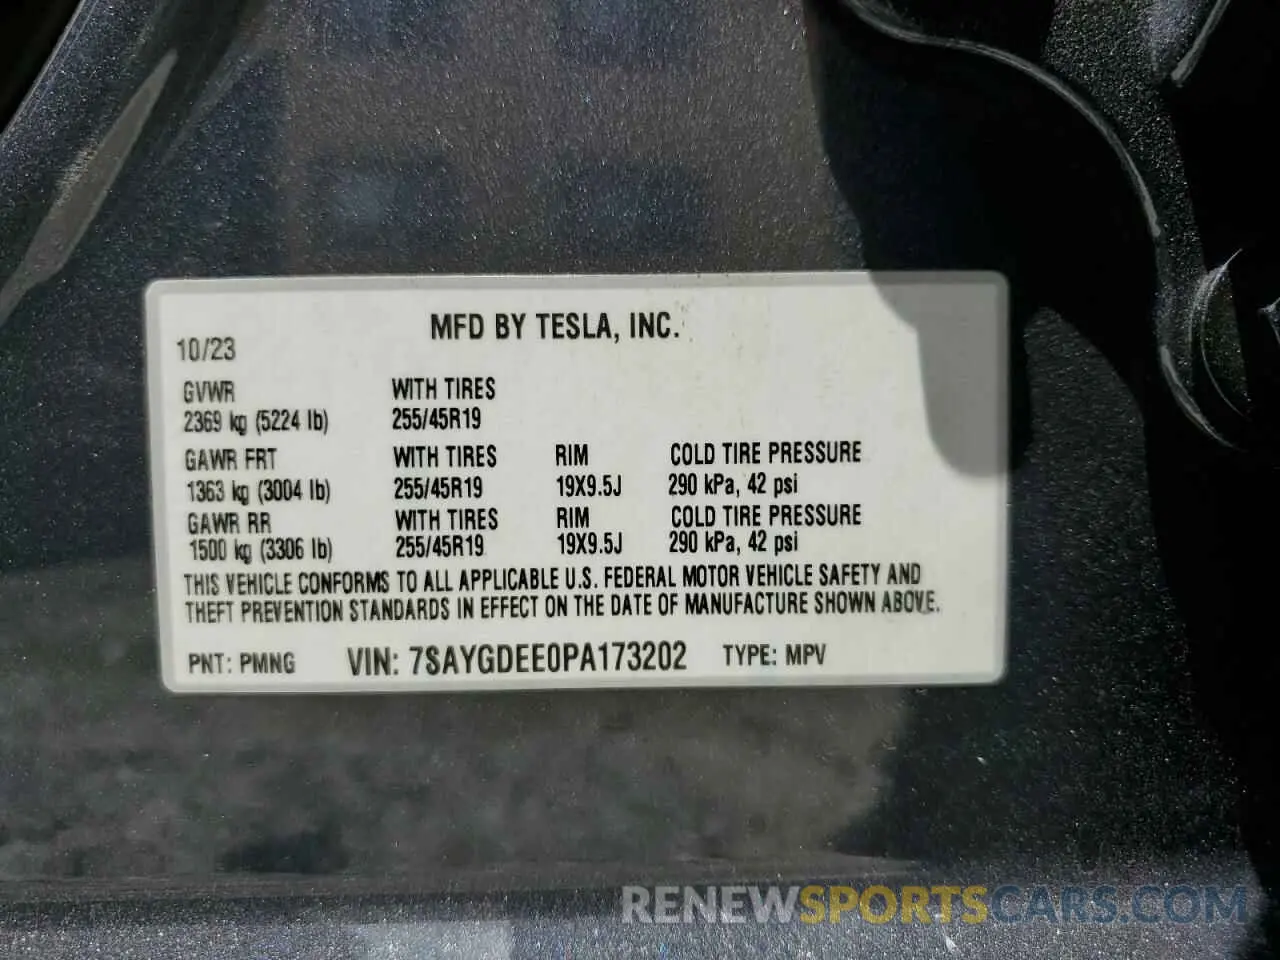 MFD BY TESLA, INC.
10/23
GVWR WITH TIRES
2369 kg (5224 lb) 255/45R19
GAWR FRT WITH TIRES RIM COLD TIRE PRESSURE
1363 kg (3004 lb) 255/45R19 19X9.5J 290 kPa, 42 psi
GAWR RR WITH TIRES RIM COLD TIRE PRESSURE
1500 kg (3306 lb) 255/45R19 19X9.5J 290 kPa, 42 psi
THIS VEHICLE CONFORMS TO ALL APPLICABLE U.S. FEDERAL MOTOR VEHICLE SAFETY AND
THEFT PREVENTION STANDARDS IN EFFECT ON THE DATE OF MANUFACTURE SHOWN ABOVE.
PNT: PMNG VIN: 7SAYGDEE0PA173202 TYPE: MPV
RENEWSPORTSCARS.COM